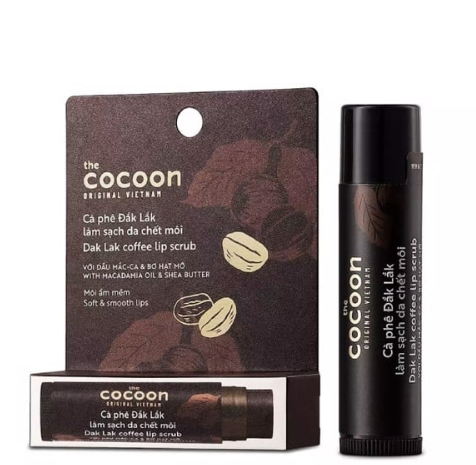 the
cocoon
ORIGINAL VIETNAM
Cà phê Đắk Lắk
làm sạch da chết môi
Dak Lak coffee lip scrub
VỚI DẦU MẮC-CA & BƠ HẠT MỠ
WITH MACADAMIA OIL & SHEA BUTTER
Môi ẩm mềm
Soft & smooth lips
the
cocoon
ORIGINAL VIETNAM
Cà phê Đắk Lắk
làm sạch da chết môi
Dak Lak coffee lip scrub
the
cocoon
ORIGINAL VIETNAM
Cà phê Đắk Lắk
làm sạch da chết môi
Dak Lak coffee lip scrub